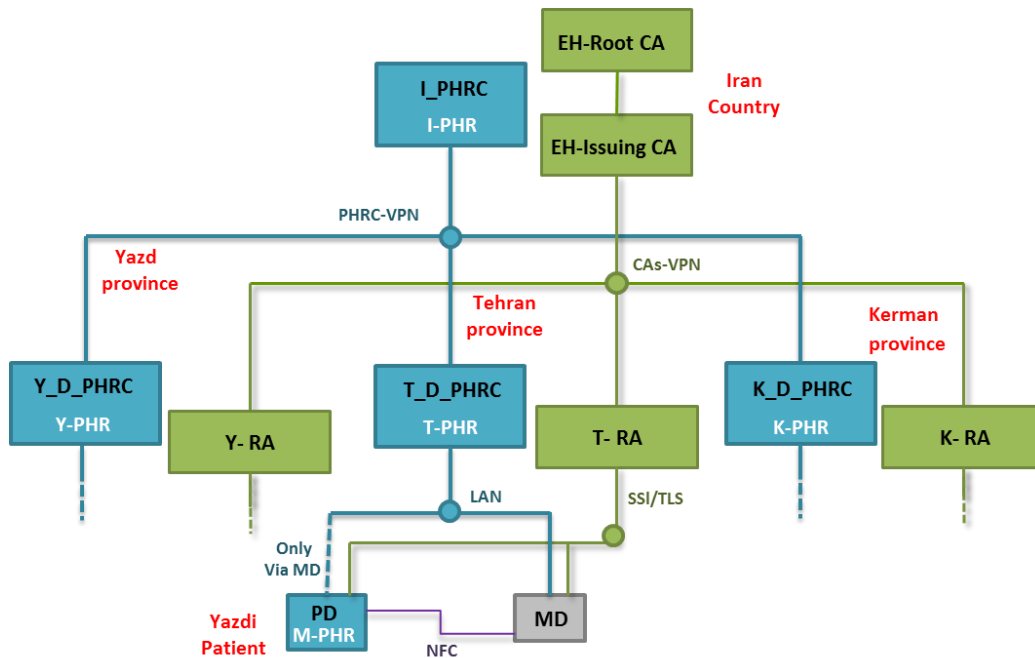 EH-Root CA
I_PHRC
I-PHR
Iran
Country
EH-Issuing CA
PHRC-VPN
Yazd
province
CAs-VPN
Tehran
province
Kerman
province
Y_D_PHRC
Y-PHR
T_D_PHRC
T-PHR
K_D_PHRC
K-PHR
Y- RA
T- RA
K- RA
LAN
SSl/TLS
Only
Via MD
PD
M-PHR
MD
Yazdi
Patient
NFC